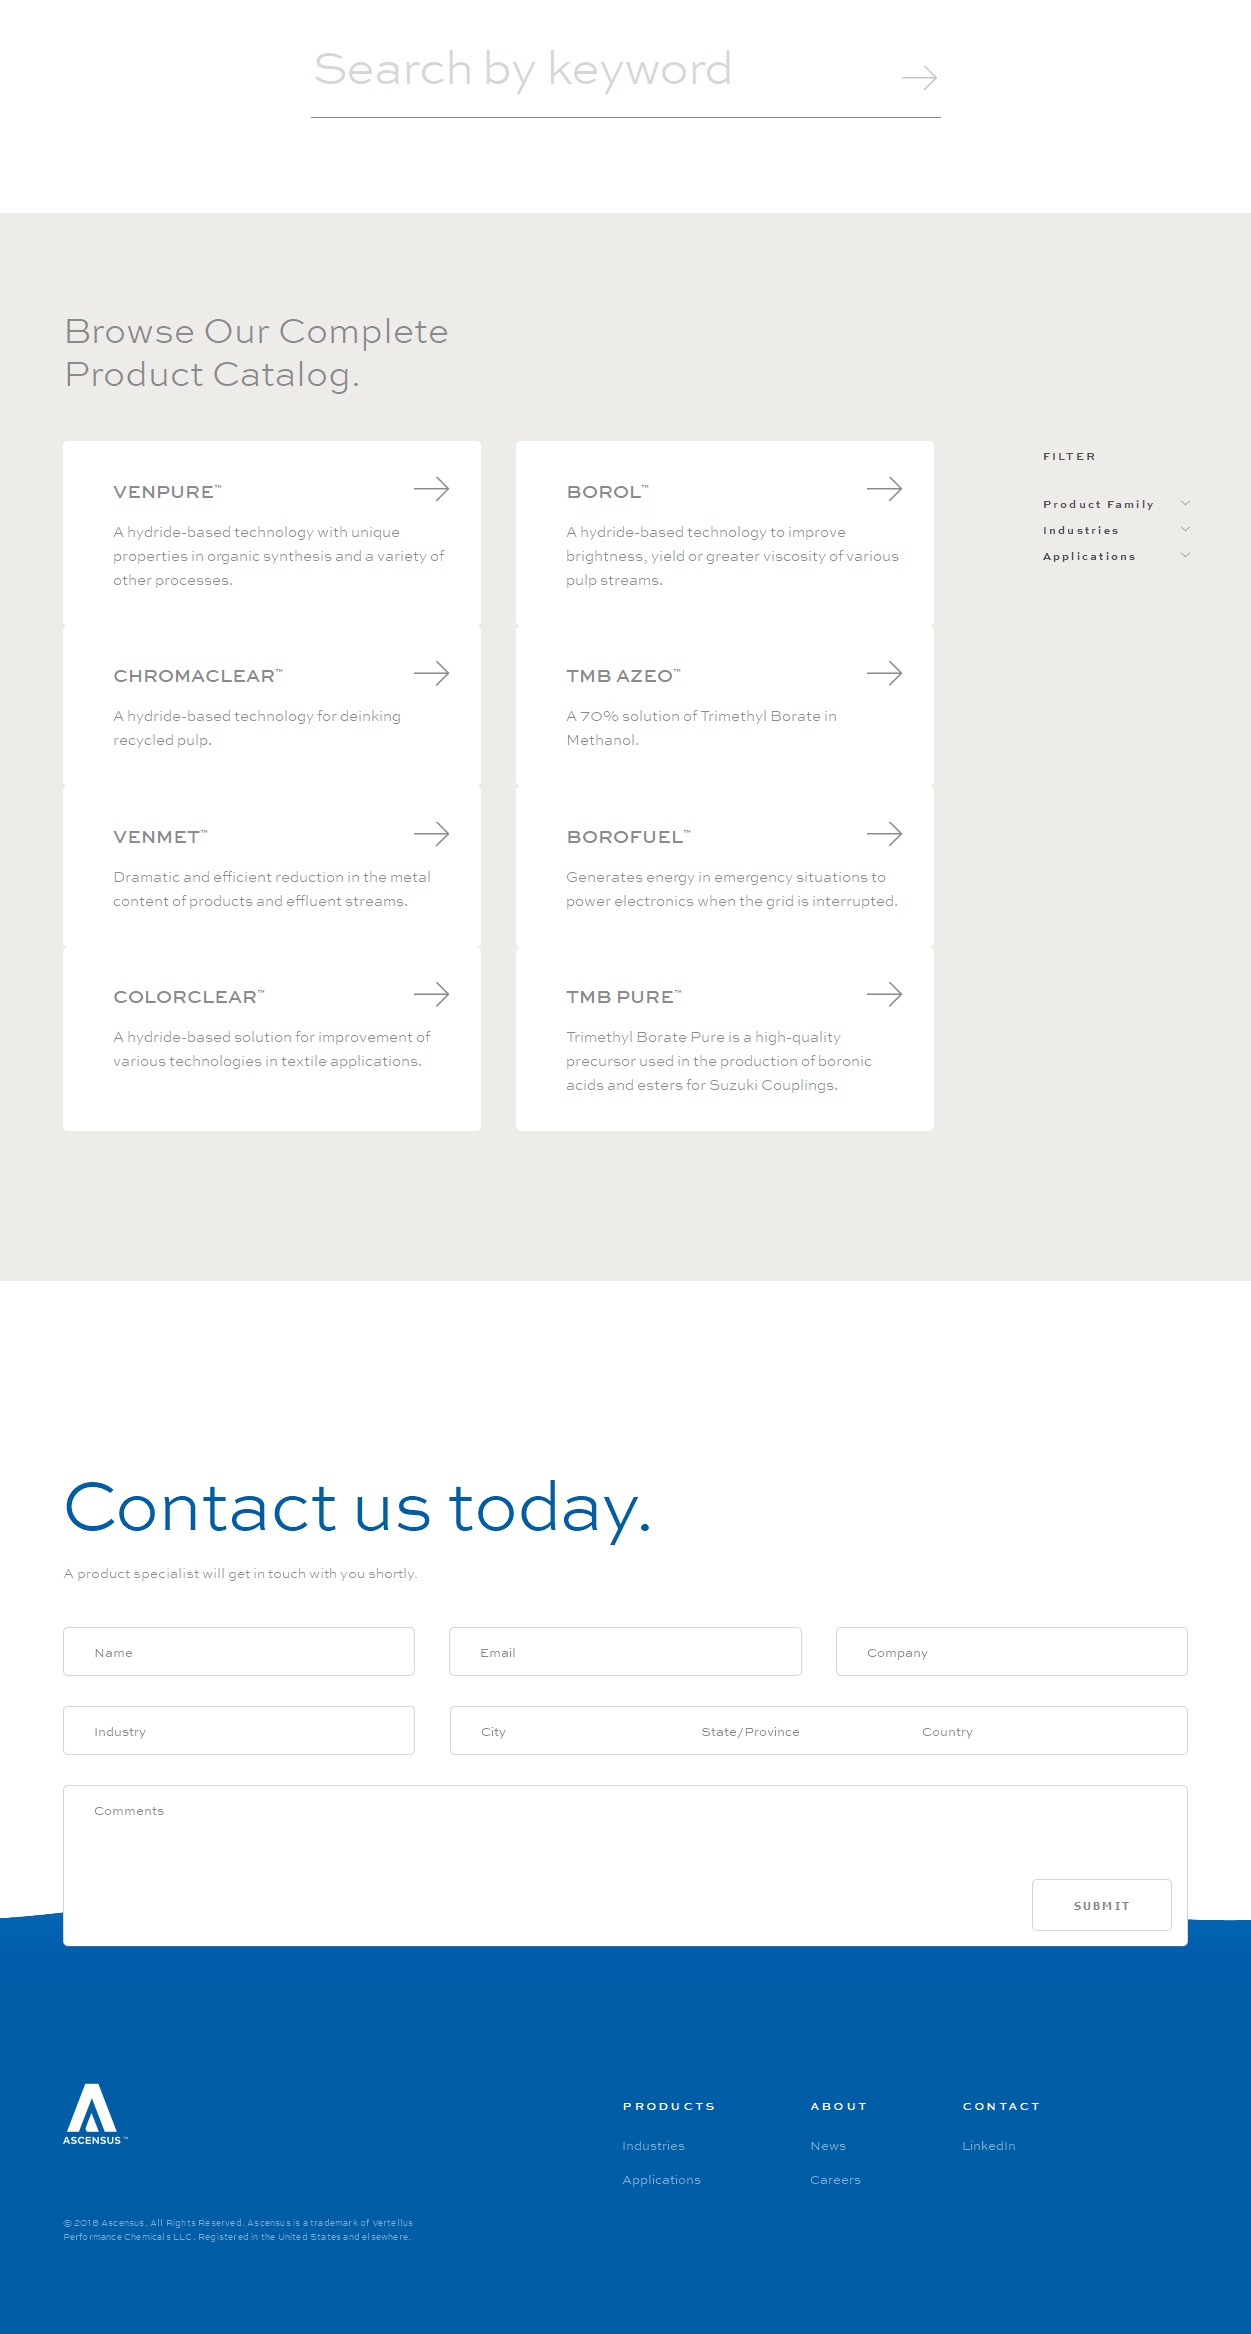 Search by keyword
Browse Our Complete
Product Catalog.
VENPURE™
A hydride-based technology with unique
properties in organic synthesis and a variety of
other processes.
BOROL™
A hydride-based technology to improve
brightness, yield or greater viscosity of various
pulp streams.
FILTER
Product Family
Industries
Applications
CHROMACLEAR™
A hydride-based technology for deinking
recycled pulp.
TMB AZEO™
A 70% solution of Trimethyl Borate in
Methanol.
VENMET™
Dramatic and efficient reduction in the metal
content of products and effluent streams.
BOROFUEL™
Generates energy in emergency situations to
power electronics when the grid is interrupted.
COLORCLEAR™
A hydride-based solution for improvement of
various technologies in textile applications.
TMB PURE™
Trimethyl Borate Pure is a high-quality
precursor used in the production of boronic
acids and esters for Suzuki Couplings.
Contact us today.
A product specialist will get in touch with you shortly.
Name
Email
Company
Industry
City
State/Province
Country
Comments
SUBMIT
ASCENSUS™
PRODUCTS
Industries
Applications
ABOUT
News
Careers
CONTACT
LinkedIn
© 2018 Ascensus. All Rights Reserved. Ascensus is a trademark of Vertellus
Performance Chemicals LLC. Registered in the United States and elsewhere.